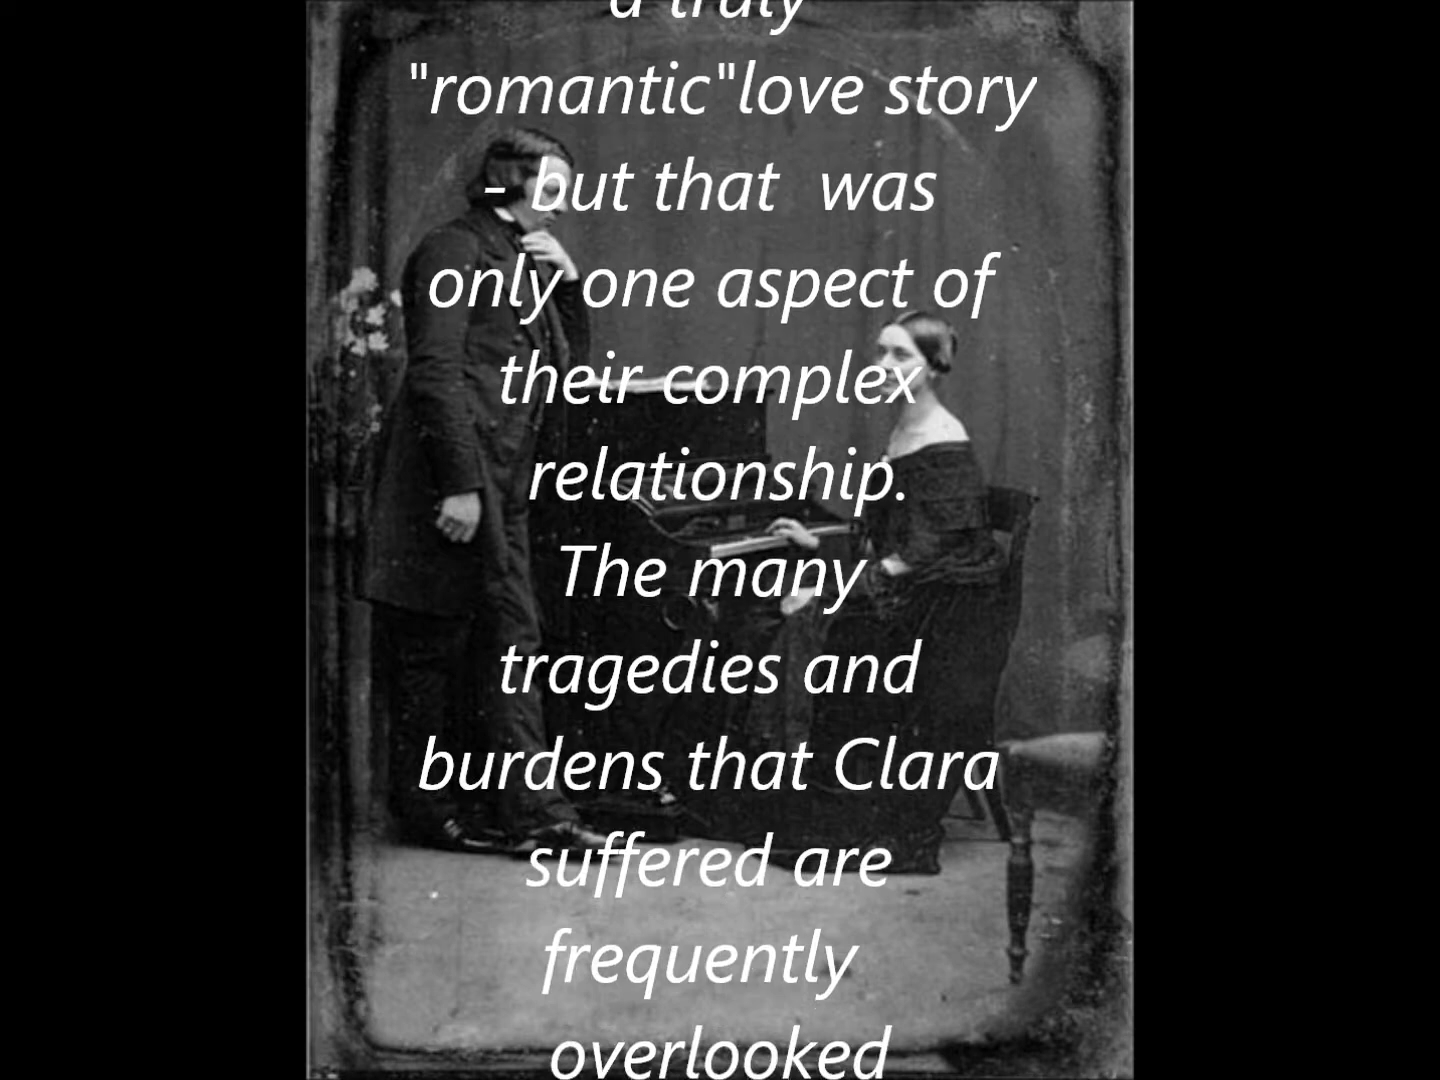 a truly
"romantic"love story
- but that  was
only one aspect of
their complex
relationship.
The many
tragedies and
burdens that Clara
suffered are
frequently
overlooked